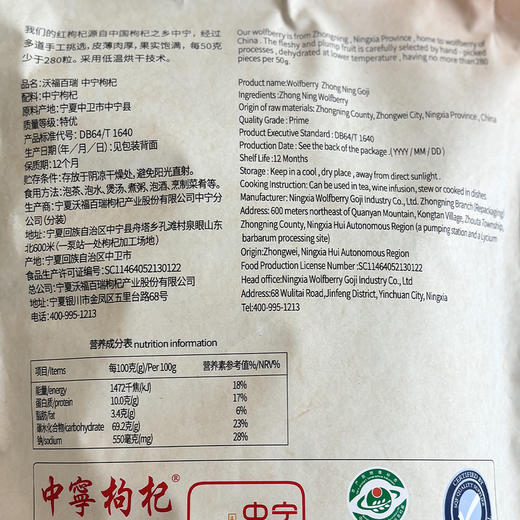 我们的红枸杞源自中国枸杞之乡中宁，经过
多道手工挑选，皮薄肉厚，果实饱满，每50克
少于280粒。采用低温烘干技术。
品名：沃福百瑞 中宁枸杞
配料：中宁枸杞
原料产地：宁夏中卫市中宁县
质量等级：特优
产品标准代号：DB64/T 1640
生产日期（年／月／日）：见包装背面
保质期：12个月
贮存条件：存放于阴凉干燥处，避免阳光直射。
食用方法：泡茶、泡水、煲汤、煮粥、泡酒、烹制菜肴等。
生产商：宁夏沃福百瑞枸杞产业股份有限公司中宁分
公司（分装）
地址：宁夏回族自治区中宁县舟塔乡孔滩村泉眼山东
北600米（一泵站一处枸杞加工场地）
产地：宁夏回族自治区中卫市
食品生产许可证编号：SC11464052130122
总公司：宁夏沃福百瑞枸杞产业股份有限公司
地址：宁夏银川市金凤区五里台路68号
电话：400-995-1213
Our wolfberry is from Zhongning, Ningxia Province, home to wolfberry of
China . The fleshy and plump fruit is carefully selected by hand - picked
processes , dehydrated at lower temperature , having no more than 280
pieces per 50g.
Product name:Wolfberry Zhong Ning Goji
Ingredients:Zhong Ning Wolfberry
Origin of raw materials: Zhongning County, Zhongwei City, Ningxia Province, China
Quality Grade : Prime
Product Executive Standard : DB64/T 1640
Production Date : See the back of the package .( YYYY / MM / DD )
Shelf Life :12 Months
Storage : Keep in a cool , dry place , away from direct sunlight .
Cooking Instruction: Can be used in tea, wine infusion, stew or cooked in dishes
Manufacturer: Ningxia Wolfberry Goji Industry Co., Ltd. Zhongning Branch (Repackaging)
Address: 600 meters northeast of Quanyan Mountain, Kongtan Village, Zhouta Township,
Zhongning County, Ningxia Hui Autonomous Region (a pumping station and a Lycium
barbarum processing site)
Origin:Zhongwei, Ningxia Hui Autonomous Region
Food Production License Number :SC11464052130122
Head office:Ningxia Wolfberry Goji Industry Co., Ltd.
Address:68 Wulitai Road,Jinfeng District, Yinchuan City, Ningxia
Tel:400-995-1213
营养成分表 nutrition information
项目/Items 每100克(g)/Per 100g 营养素参考值%/NRV%
能量/energy 1472千焦(kJ) 18%
蛋白质/protein 10.0克(g) 17%
脂肪/fat 3.4克(g) 6%
碳水化合物/carbohydrate 69.2克(g) 23%
钠/sodium 550毫克(mg) 28%
中寧枸杞®
中宁